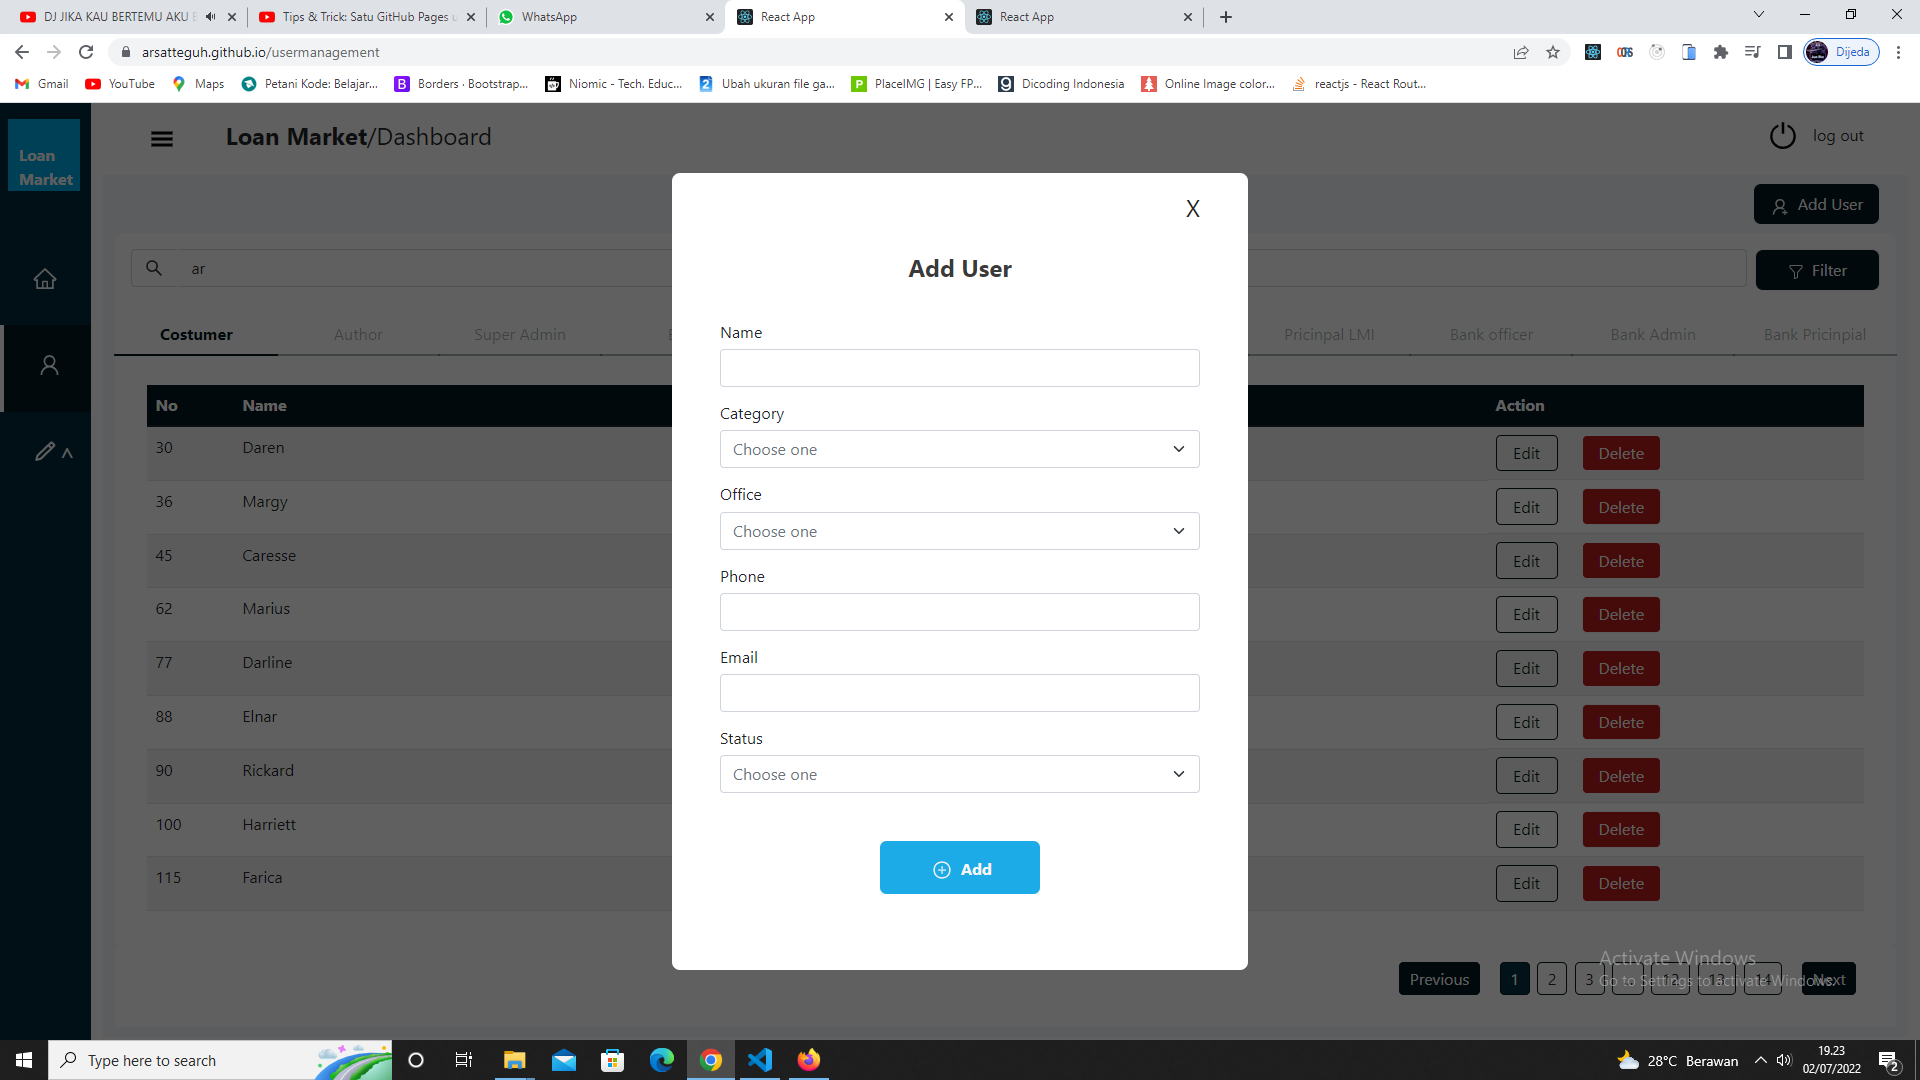 DJ JIKA KAU BERTEMU AKU
Tips & Trick: Satu GitHub Pages
WhatsApp
React App
React App
arsatteguh.github.io/usermanagement
Dijeda
Gmail
YouTube
Maps
Petani Kode: Belajar...
Borders · Bootstrap...
Niomic - Tech. Educ...
Ubah ukuran file ga...
PlaceIMG | Easy FP...
Dicoding Indonesia
Online Image color...
reactjs - React Rout...
Loan
Market
Loan Market/Dashboard
log out
Add User
ar
Filter
Costumer
Author
Super Admin
Pricinpal LMI
Bank officer
Bank Admin
Bank Pricinpial
No Name Action
30 Daren Edit Delete
36 Margy Edit Delete
45 Caresse Edit Delete
62 Marius Edit Delete
77 Darline Edit Delete
88 Elnar Edit Delete
90 Rickard Edit Delete
100 Harriett Edit Delete
115 Farica Edit Delete
X
Add User
Name
Category
Choose one
Office
Choose one
Phone
Email
Status
Choose one
Add
Previous 1 2 3 ... 12 13 14 Next
Activate Windows
Go to Settings to activate Windows.
Type here to search
28°C Berawan
19.23
02/07/2022
2